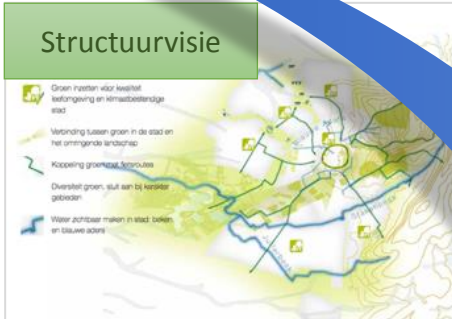 Structuurvisie
Groen inzetten voor kwaliteit
leefomgeving en klimaatbestendige
stad
Verbinding tussen groen in de stad en
het omringende landschap
Koppeling groen met fietsroutes
Diversiteit groen, sluit aan bij karakter
gebieden
Water zichtbaar maken in stad: beken
en blauwe aders